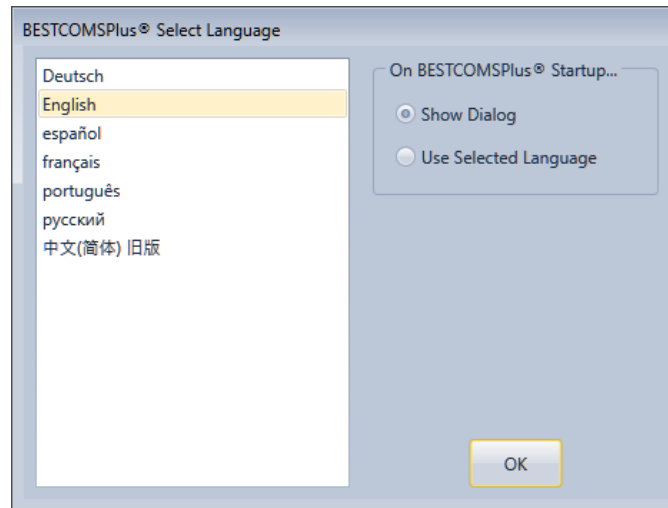 BESTCOMSPlus® Select Language
Deutsch
English
español
français
português
русский
中文(简体) 旧版
On BESTCOMSPlus® Startup...
Show Dialog
Use Selected Language
OK